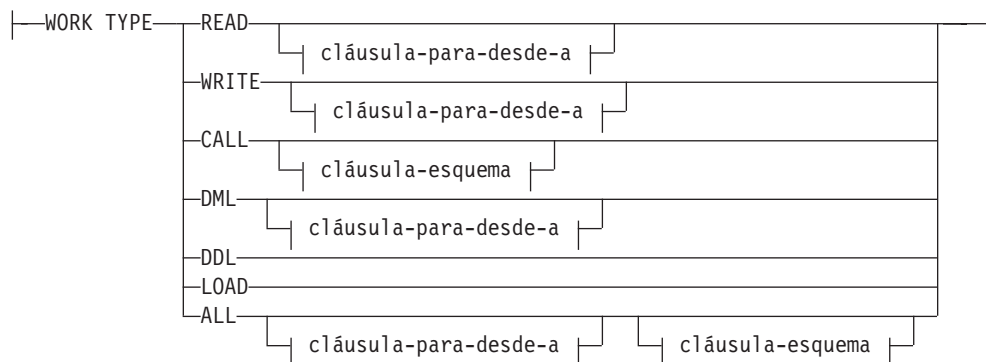 WORK TYPE READ
cláusula-para-desde-a
WRITE
cláusula-para-desde-a
CALL
cláusula-esquema
DML
cláusula-para-desde-a
DDL
LOAD
ALL
cláusula-para-desde-a cláusula-esquema